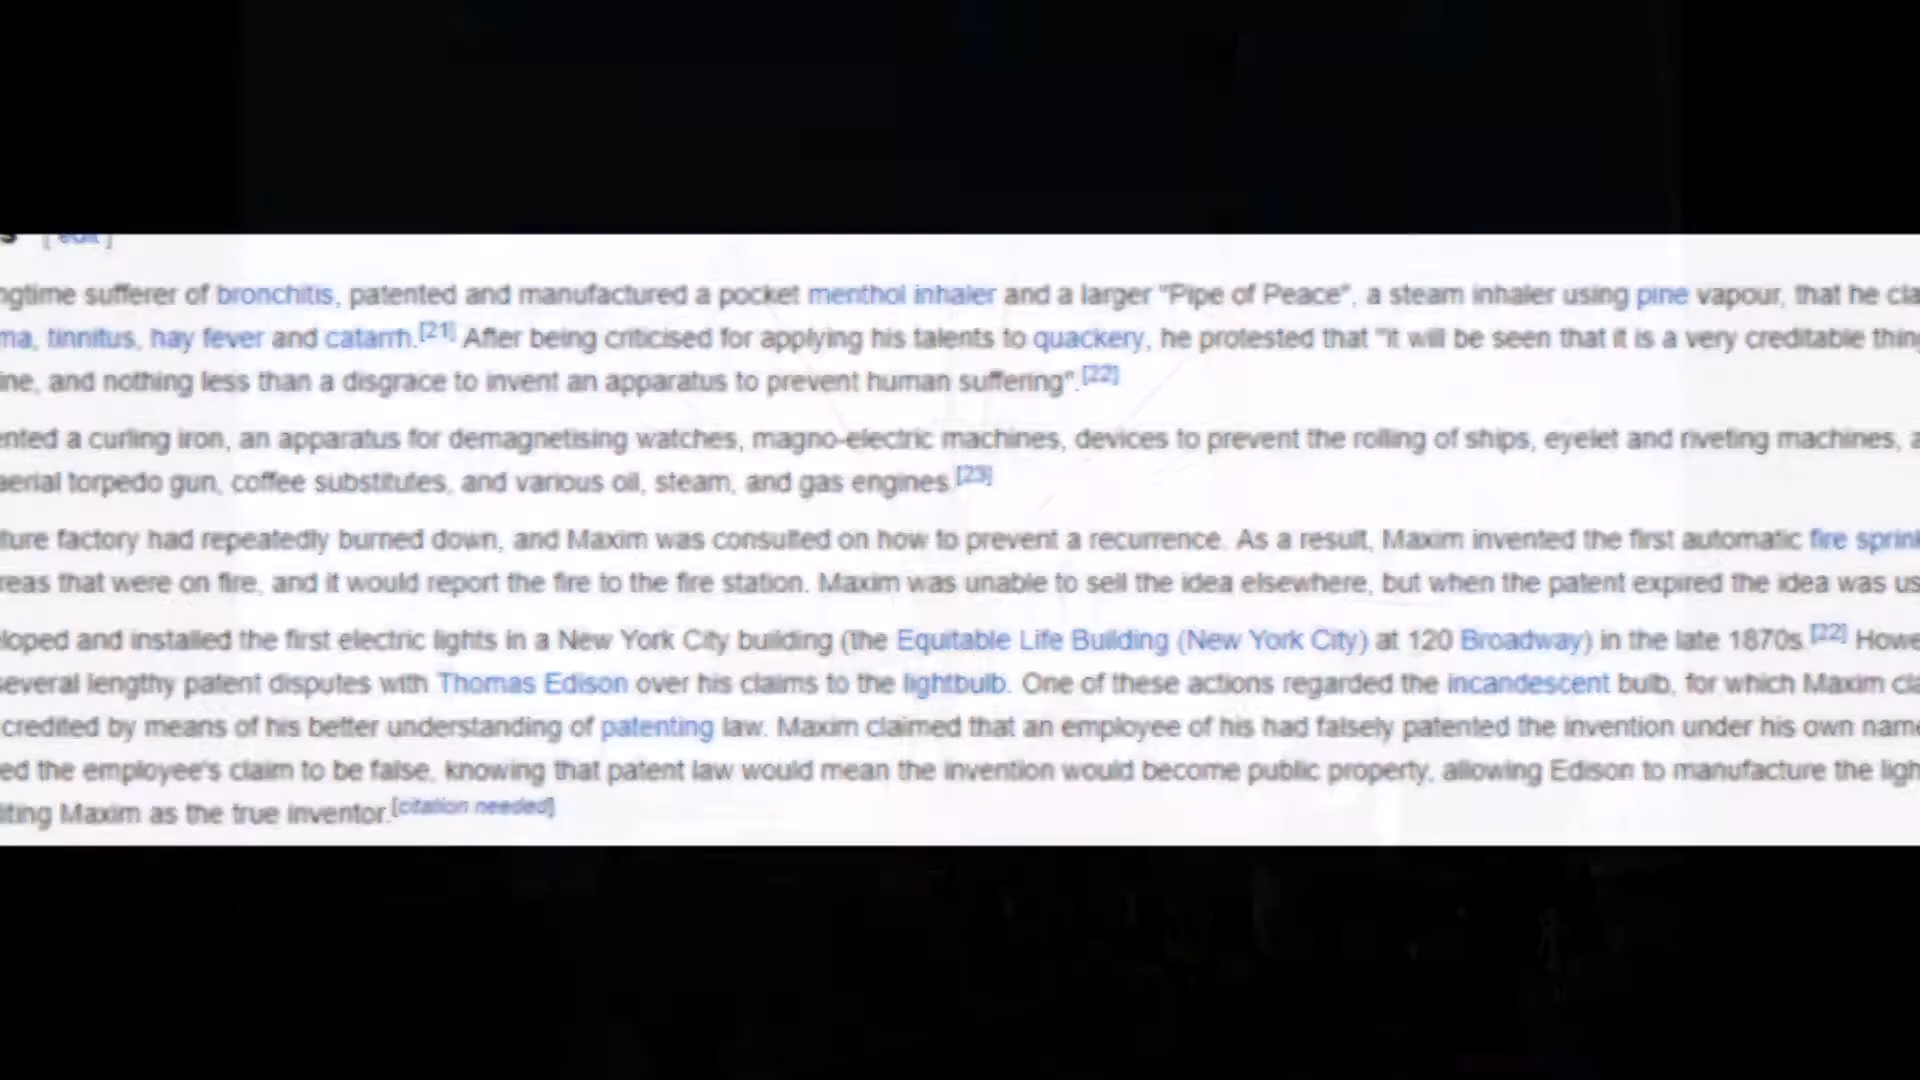 s [ edit ]
ngtime sufferer of bronchitis, patented and manufactured a pocket menthol inhaler and a larger "Pipe of Peace", a steam inhaler using pine vapour, that he cla
ma, tinnitus, hay fever and catarrh.[21] After being criticised for applying his talents to quackery, he protested that "it will be seen that it is a very creditable thing
ine, and nothing less than a disgrace to invent an apparatus to prevent human suffering".[22]
ented a curling iron, an apparatus for demagnetising watches, magno-electric machines, devices to prevent the rolling of ships, eyelet and riveting machines, a
aerial torpedo gun, coffee substitutes, and various oil, steam, and gas engines.[23]
iture factory had repeatedly burned down, and Maxim was consulted on how to prevent a recurrence. As a result, Maxim invented the first automatic fire sprink
reas that were on fire, and it would report the fire to the fire station. Maxim was unable to sell the idea elsewhere, but when the patent expired the idea was us
loped and installed the first electric lights in a New York City building (the Equitable Life Building (New York City) at 120 Broadway) in the late 1870s.[22] Howe
several lengthy patent disputes with Thomas Edison over his claims to the lightbulb. One of these actions regarded the incandescent bulb, for which Maxim cla
credited by means of his better understanding of patenting law. Maxim claimed that an employee of his had falsely patented the invention under his own name
ed the employee's claim to be false, knowing that patent law would mean the invention would become public property, allowing Edison to manufacture the ligh
iting Maxim as the true inventor.[citation needed]